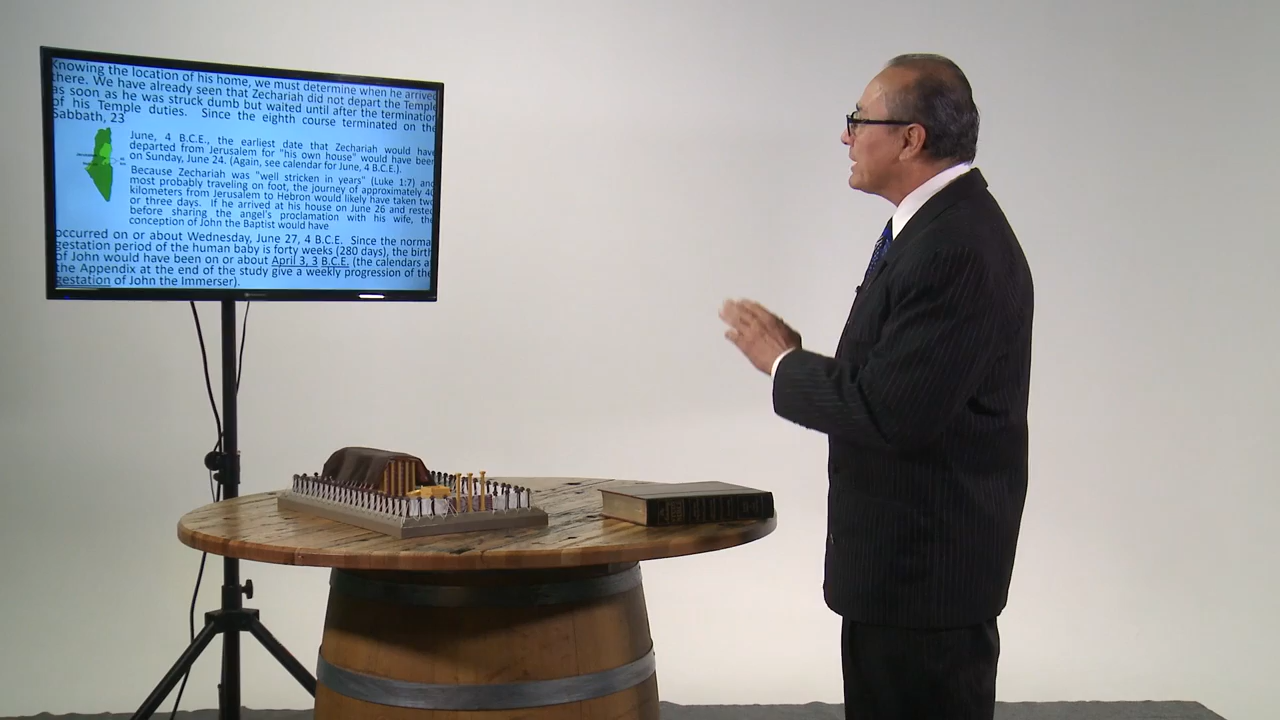 Knowing the location of his home, we must determine when he arrived
there. We have already seen that Zechariah did not depart the Temple
as soon as he was struck dumb but waited until after the termination
of his Temple duties. Since the eighth course terminated on the
Sabbath, 23
June, 4 B.C.E., the earliest date that Zechariah would have
departed from Jerusalem for "his own house" would have been
on Sunday, June 24. (Again, see calendar for June, 4 B.C.E.).
Because Zechariah was "well stricken in years" (Luke 1:7) and
most probably traveling on foot, the journey of approximately 40
kilometers from Jerusalem to Hebron would likely have taken two
or three days. If he arrived at his house on June 26 and rested
before sharing the angel's proclamation with his wife, the
conception of John the Baptist would have
occurred on or about Wednesday, June 27, 4 B.C.E. Since the normal
gestation period of the human baby is forty weeks (280 days), the birth
of John would have been on or about April 3, 3 B.C.E. (the calendars at
the Appendix at the end of the study give a weekly progression of the
gestation of John the Immerser).